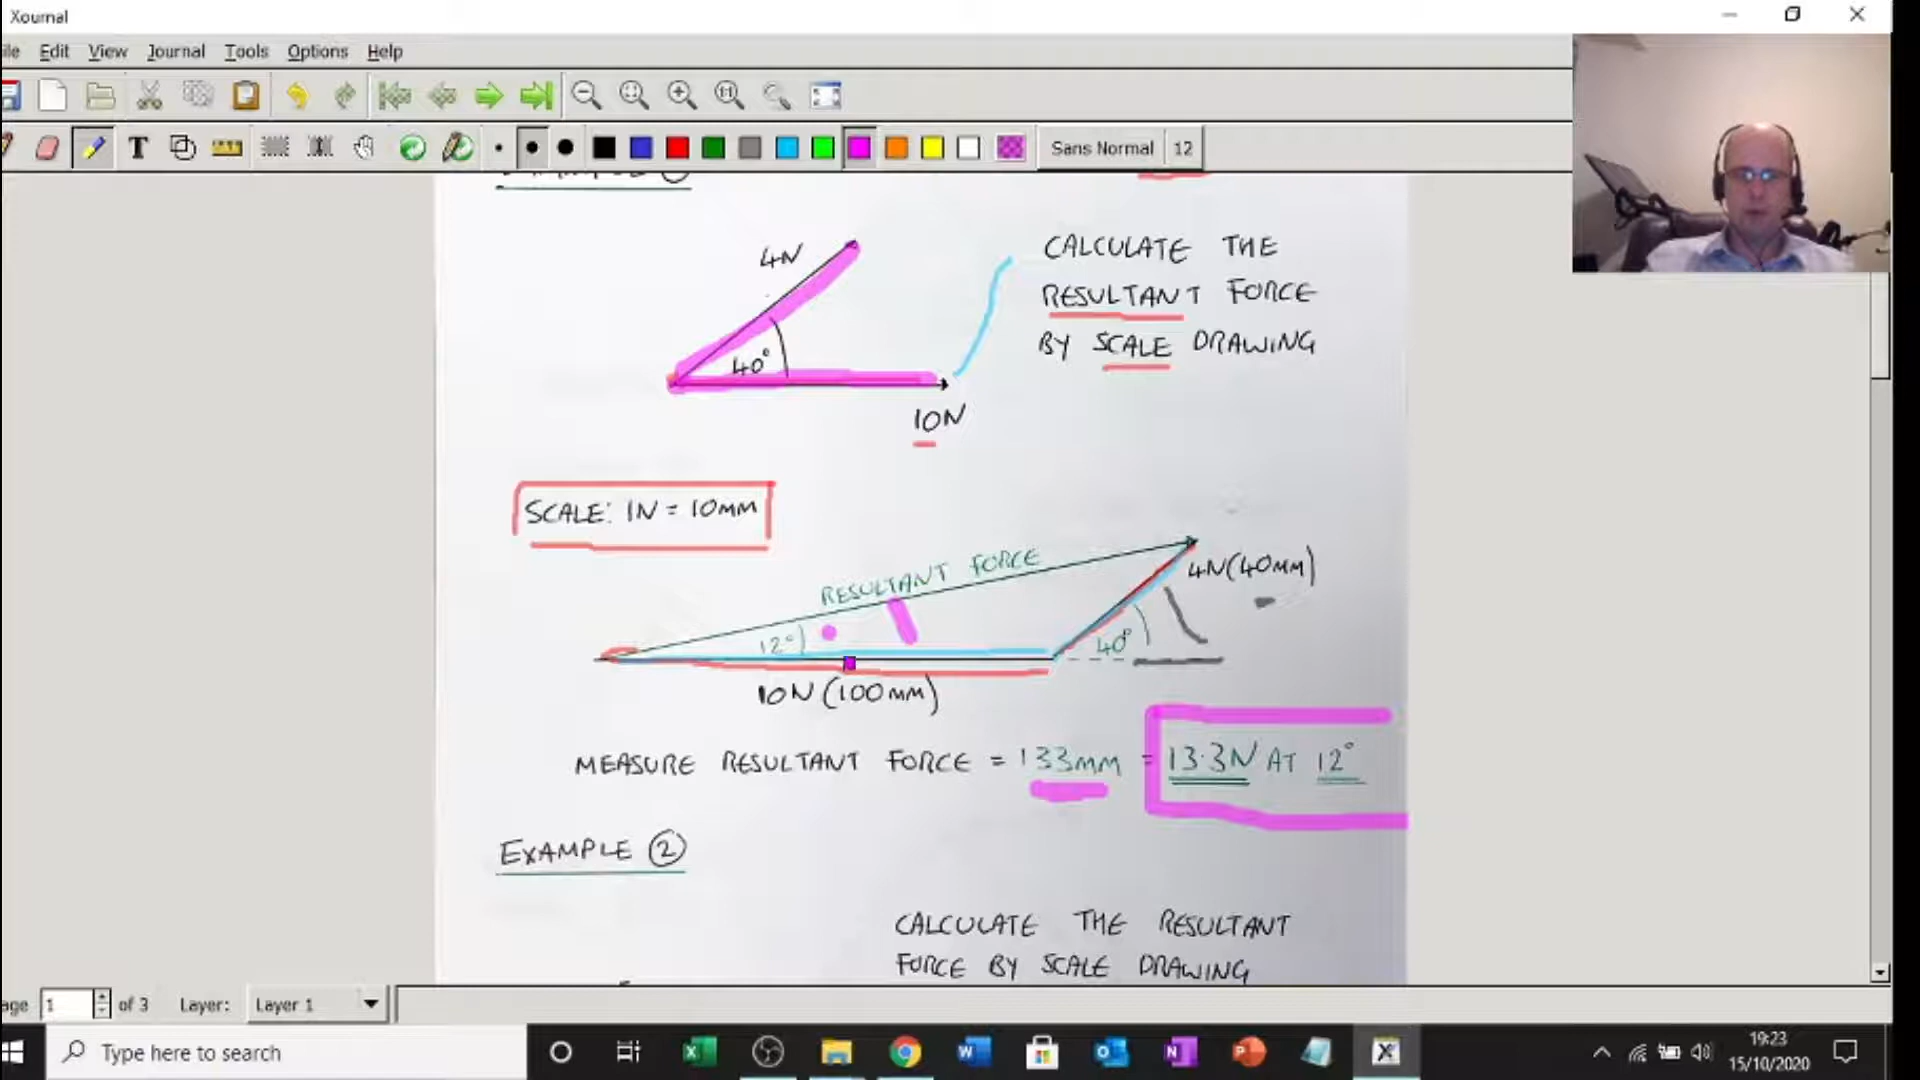 Xournal
ile Edit View Journal Tools Options Help
Sans Normal 12
4N
CALCULATE THE
RESULTANT FORCE
BY SCALE DRAWING
40°
10N
SCALE: 1N = 10MM
RESULTANT FORCE
4N (40MM)
12°
40°
10N (100MM)
MEASURE RESULTANT FORCE = 133MM = 13.3N AT 12°
EXAMPLE 2
CALCULATE THE RESULTANT
FORCE BY SCALE DRAWING
age 1 of 3 Layer: Layer 1
Type here to search
19:23
15/10/2020